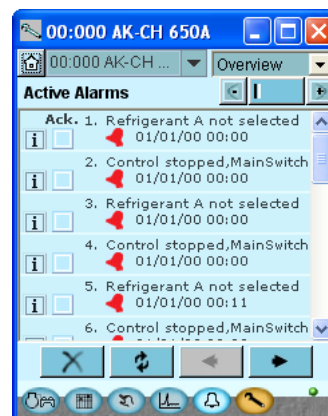 00:000 AK-CH 650A
00:000 AK-CH ... Overview
Active Alarms
Ack. 1. Refrigerant A not selected
01/01/00 00:00
2. Control stopped,MainSwitch
01/01/00 00:00
3. Refrigerant A not selected
01/01/00 00:00
4. Control stopped,MainSwitch
01/01/00 00:00
5. Refrigerant A not selected
01/01/00 00:11
6. Control stopped,MainSwitch